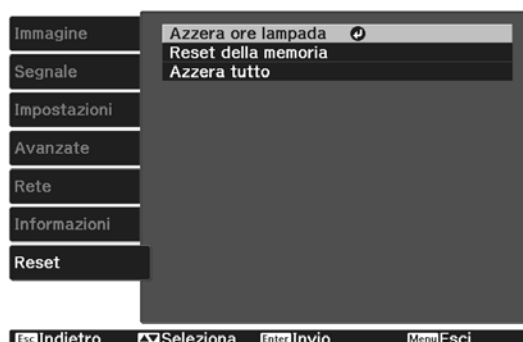 Immagine
Segnale
Impostazioni
Avanzate
Rete
Informazioni
Reset
Azzera ore lampada
Reset della memoria
Azzera tutto
Esc Indietro Seleziona Enter Invio Menu Esci